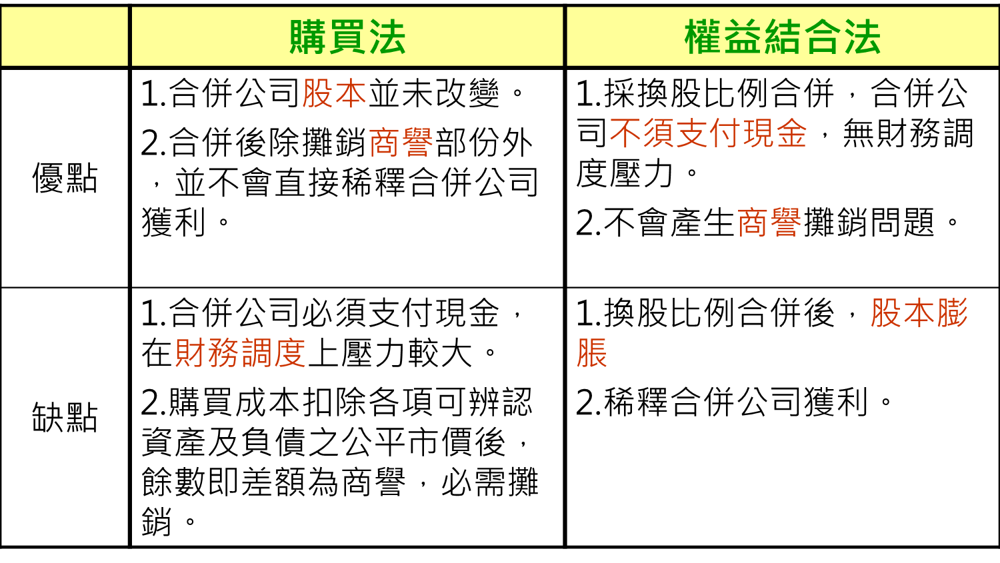 購買法
權益結合法
優點
1.合併公司股本並未改變。
2.合併後除攤銷商譽部份外
，並不會直接稀釋合併公司
獲利。
1.採換股比例合併，合併公
司不須支付現金，無財務調
度壓力。
2.不會產生商譽攤銷問題。
缺點
1.合併公司必須支付現金，
在財務調度上壓力較大。
2.購買成本扣除各項可辨認
資產及負債之公平市價後，
餘數即差額為商譽，必需攤
銷。
1.換股比例合併後，股本膨
脹
2.稀釋合併公司獲利。